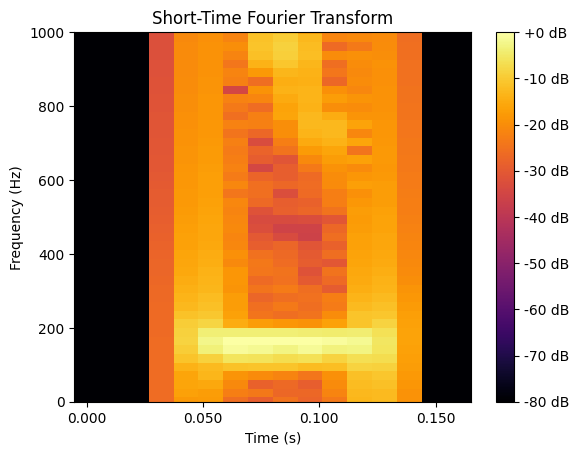 Short-Time Fourier Transform
1000
800
600
400
200
0
Frequency (Hz)
0.000
0.050
0.100
0.150
Time (s)
+0 dB
-10 dB
-20 dB
-30 dB
-40 dB
-50 dB
-60 dB
-70 dB
-80 dB